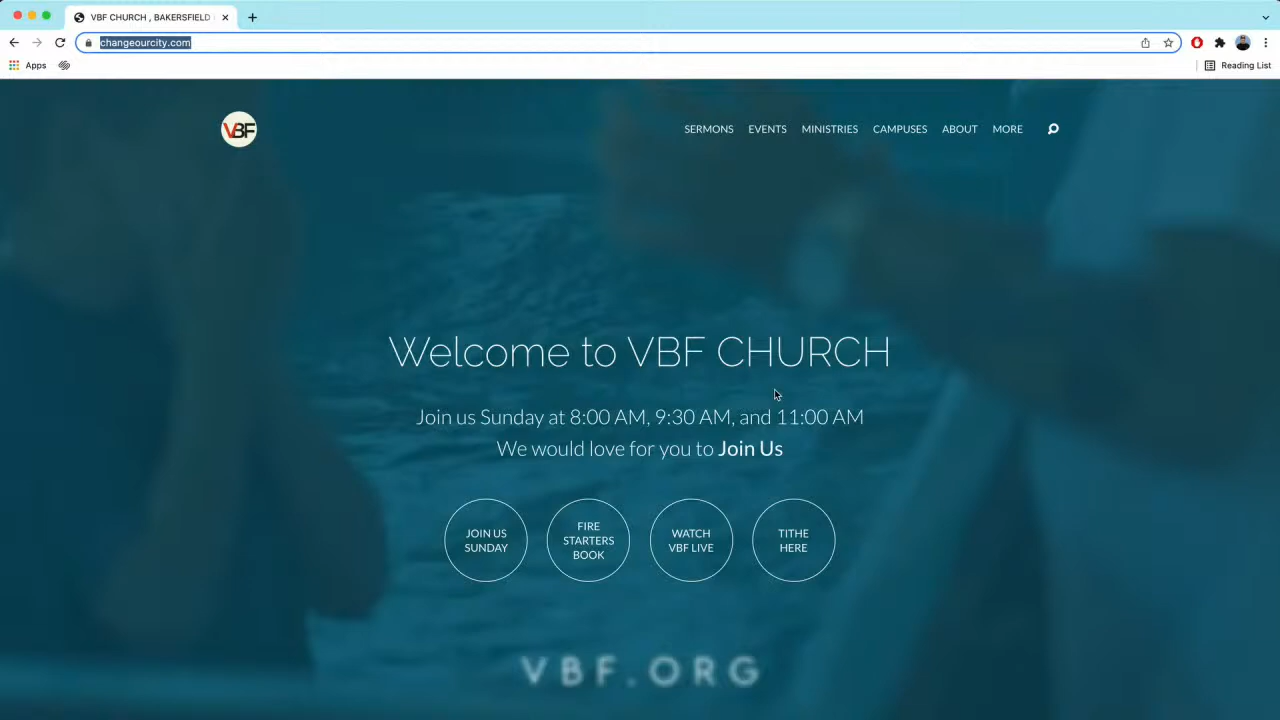 VBF CHURCH , BAKERSFIELD
changeourcity.com
Apps
Reading List
VBF
SERMONS EVENTS MINISTRIES CAMPUSES ABOUT MORE
Welcome to VBF CHURCH
Join us Sunday at 8:00 AM, 9:30 AM, and 11:00 AM
We would love for you to Join Us
JOIN US
SUNDAY
FIRE
STARTERS
BOOK
WATCH
VBF LIVE
TITHE
HERE
VBF.ORG